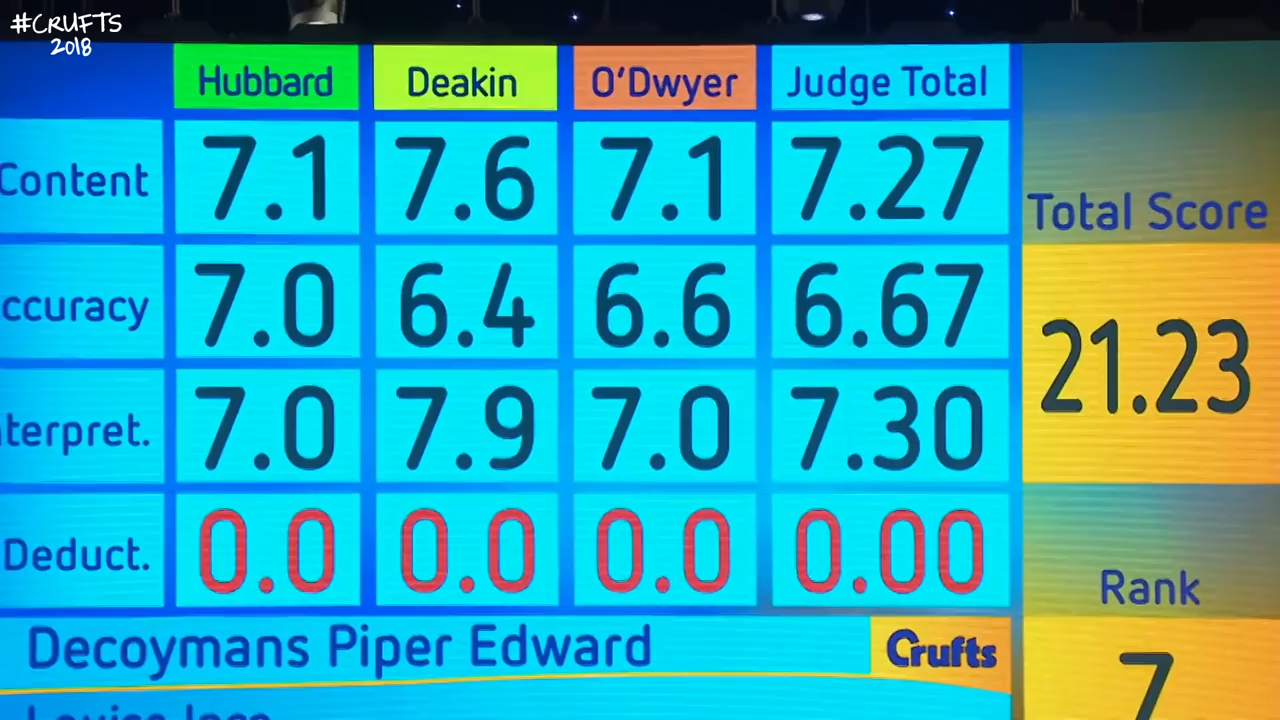 #CRUFTS
2018
Hubbard Deakin O'Dwyer Judge Total
Content 7.1 7.6 7.1 7.27
Total Score
ccuracy 7.0 6.4 6.6 6.67
21.23
terpret. 7.0 7.9 7.0 7.30
Deduct. 0.0 0.0 0.0 0.00
Rank
Decoymans Piper Edward Crufts
7